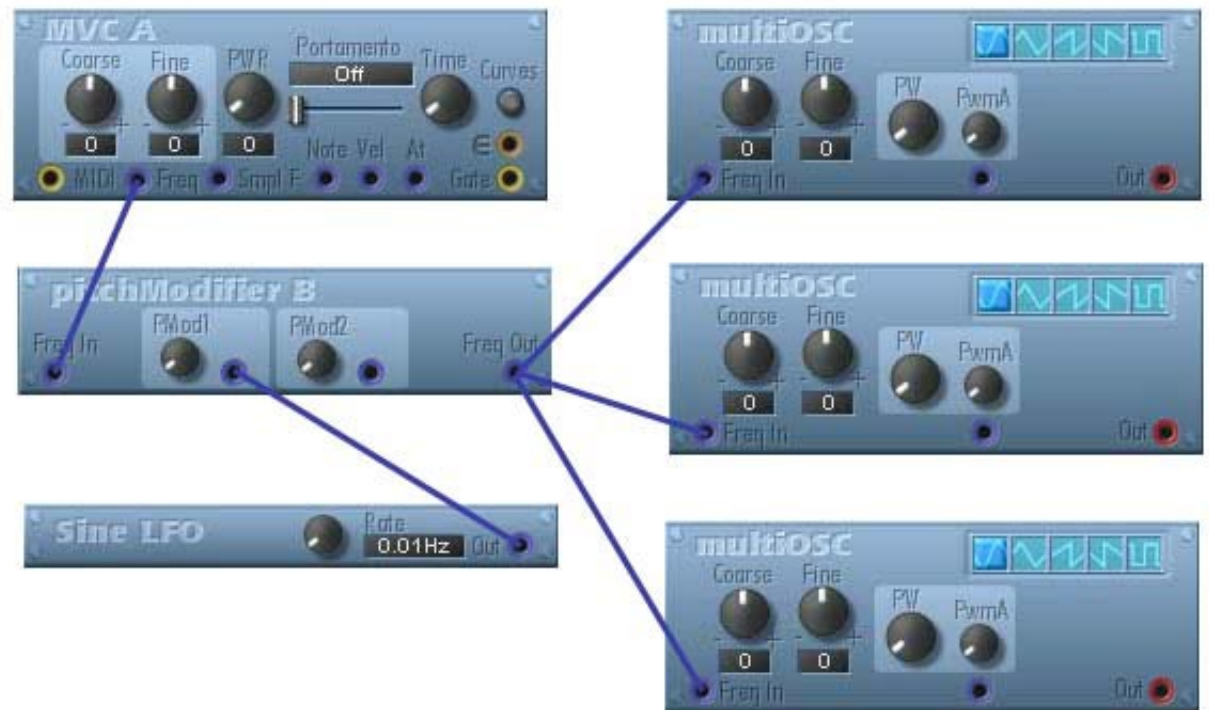 MVC A
Coarse Fine PWR Portamento Time Curves
Off
0 0 0
Note Vel At
MIDI Freq Smpl F Gate
multiOSC
Coarse Fine PW PwmA
0 0
Freq In Out
pitchModifier B
PMod1 PMod2
Freq In Freq Out
multiOSC
Coarse Fine PW PwmA
0 0
Freq In Out
Sine LFO Rate
0.01Hz Out
multiOSC
Coarse Fine PW PwmA
0 0
Freq In Out